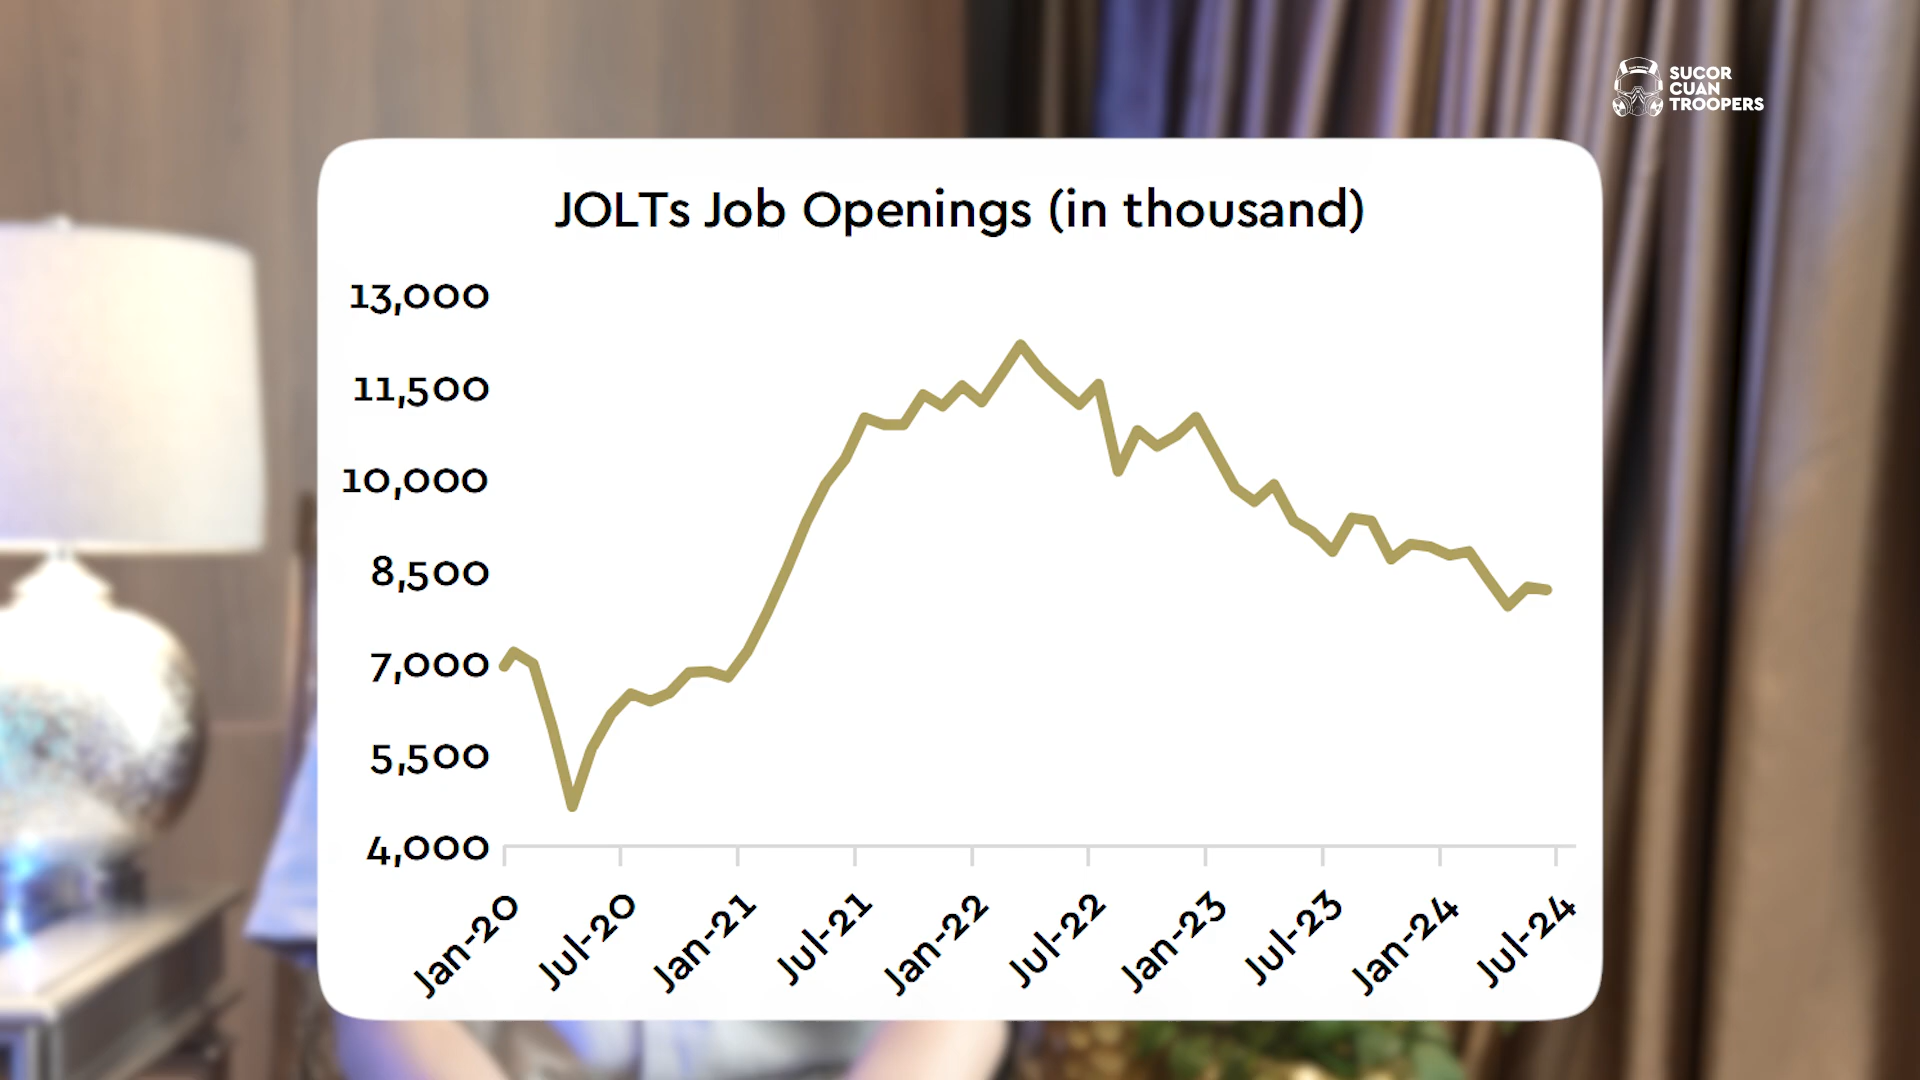 SUCOR
CUAN
TROOPERS
JOLTs Job Openings (in thousand)
13,000
11,500
10,000
8,500
7,000
5,500
4,000
Jan-20
Jul-20
Jan-21
Jul-21
Jan-22
Jul-22
Jan-23
Jul-23
Jan-24
Jul-24